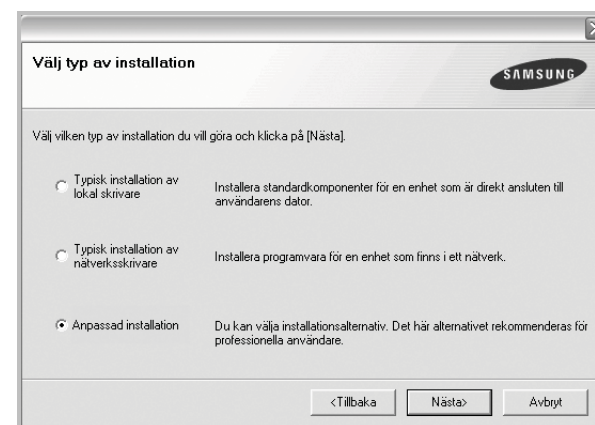 Välj typ av installation
SAMSUNG
Välj vilken typ av installation du vill göra och klicka på [Nästa].
Typisk installation av
lokal skrivare
Installera standardkomponenter för en enhet som är direkt ansluten till
användarens dator.
Typisk installation av
nätverksskrivare
Installera programvara för en enhet som finns i ett nätverk.
Anpassad installation
Du kan välja installationsalternativ. Det här alternativet rekommenderas för
professionella användare.
<Tillbaka
Nästa>
Avbryt